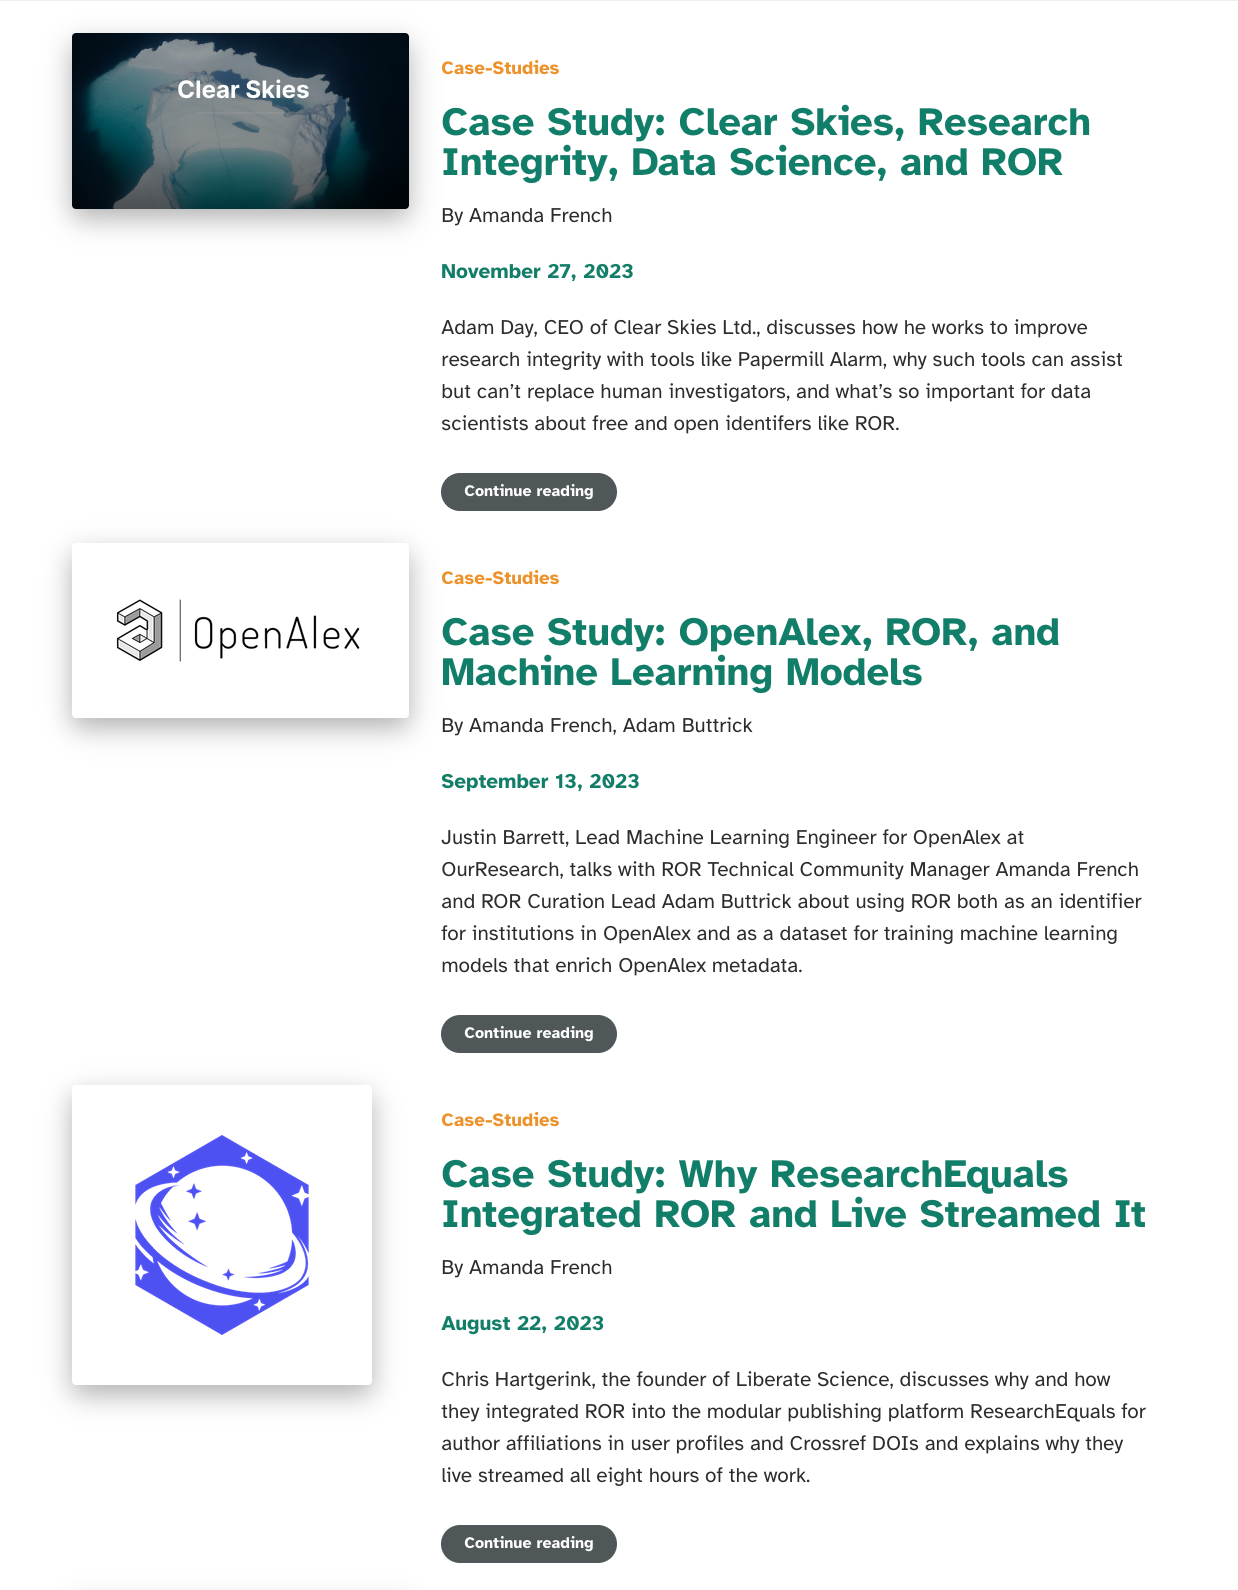 Clear Skies
Case-Studies
Case Study: Clear Skies, Research
Integrity, Data Science, and ROR
By Amanda French
November 27, 2023
Adam Day, CEO of Clear Skies Ltd., discusses how he works to improve
research integrity with tools like Papermill Alarm, why such tools can assist
but can’t replace human investigators, and what’s so important for data
scientists about free and open identifers like ROR.
Continue reading
OpenAlex
Case-Studies
Case Study: OpenAlex, ROR, and
Machine Learning Models
By Amanda French, Adam Buttrick
September 13, 2023
Justin Barrett, Lead Machine Learning Engineer for OpenAlex at
OurResearch, talks with ROR Technical Community Manager Amanda French
and ROR Curation Lead Adam Buttrick about using ROR both as an identifier
for institutions in OpenAlex and as a dataset for training machine learning
models that enrich OpenAlex metadata.
Continue reading
Case-Studies
Case Study: Why ResearchEquals
Integrated ROR and Live Streamed It
By Amanda French
August 22, 2023
Chris Hartgerink, the founder of Liberate Science, discusses why and how
they integrated ROR into the modular publishing platform ResearchEquals for
author affiliations in user profiles and Crossref DOIs and explains why they
live streamed all eight hours of the work.
Continue reading